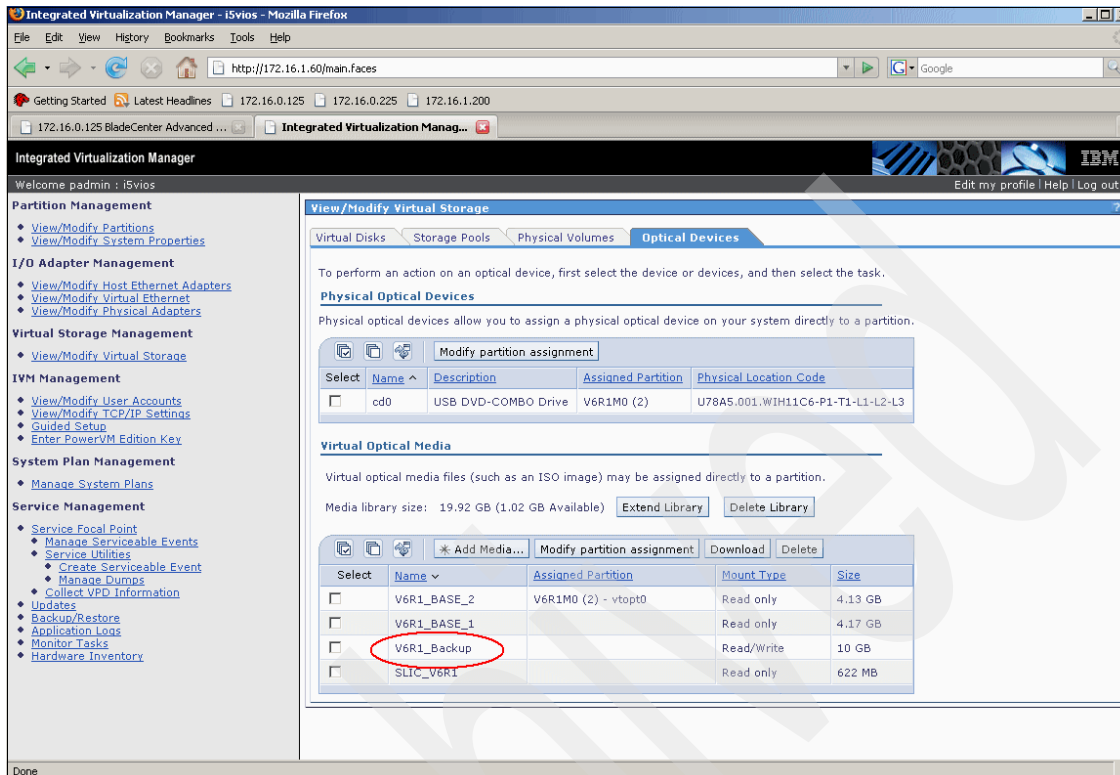 Integrated Virtualization Manager - i5vios - Mozilla Firefox
File Edit View History Bookmarks Tools Help
http://172.16.1.60/main.faces
G Google
Getting Started Latest Headlines 172.16.0.125 172.16.0.225 172.16.1.200
172.16.0.125 BladeCenter Advanced ... Integrated Virtualization Manag...
Integrated Virtualization Manager
IBM
Welcome padmin : i5vios
Edit my profile | Help | Log out
Partition Management
View/Modify Partitions
View/Modify System Properties
I/O Adapter Management
View/Modify Host Ethernet Adapters
View/Modify Virtual Ethernet
View/Modify Physical Adapters
Virtual Storage Management
View/Modify Virtual Storage
IVM Management
View/Modify User Accounts
View/Modify TCP/IP Settings
Guided Setup
Enter PowerVM Edition Key
System Plan Management
Manage System Plans
Service Management
Service Focal Point
Manage Serviceable Events
Service Utilities
Create Serviceable Event
Manage Dumps
Collect VPD Information
Updates
Backup/Restore
Application Logs
Monitor Tasks
Hardware Inventory
View/Modify Virtual Storage
?
Virtual Disks Storage Pools Physical Volumes Optical Devices
To perform an action on an optical device, first select the device or devices, and then select the task.
Physical Optical Devices
Physical optical devices allow you to assign a physical optical device on your system directly to a partition.
Modify partition assignment
Select Name Description Assigned Partition Physical Location Code
cd0 USB DVD-COMBO Drive V6R1M0 (2) U78A5.001.WIH11C6-P1-T1-L1-L2-L3
Virtual Optical Media
Virtual optical media files (such as an ISO image) may be assigned directly to a partition.
Media library size: 19.92 GB (1.02 GB Available) Extend Library Delete Library
Add Media... Modify partition assignment Download Delete
Select Name Assigned Partition Mount Type Size
V6R1_BASE_2 V6R1M0 (2) - vtopt0 Read only 4.13 GB
V6R1_BASE_1 Read only 4.17 GB
V6R1_Backup Read/Write 10 GB
SLIC_V6R1 Read only 622 MB
Done